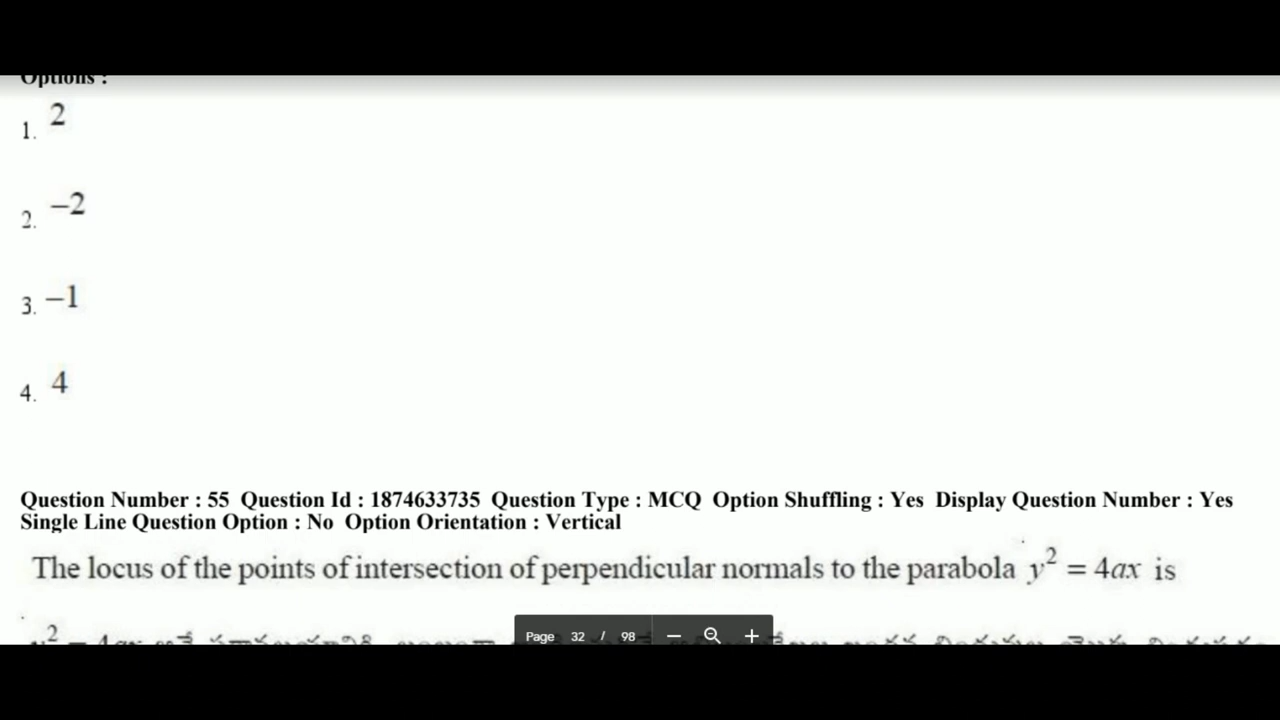 Options :
1. 2
2. −2
3. −1
4. 4
Question Number : 55 Question Id : 1874633735 Question Type : MCQ Option Shuffling : Yes Display Question Number : Yes
Single Line Question Option : No Option Orientation : Vertical
The locus of the points of intersection of perpendicular normals to the parabola y² = 4ax is
Page 32 / 98